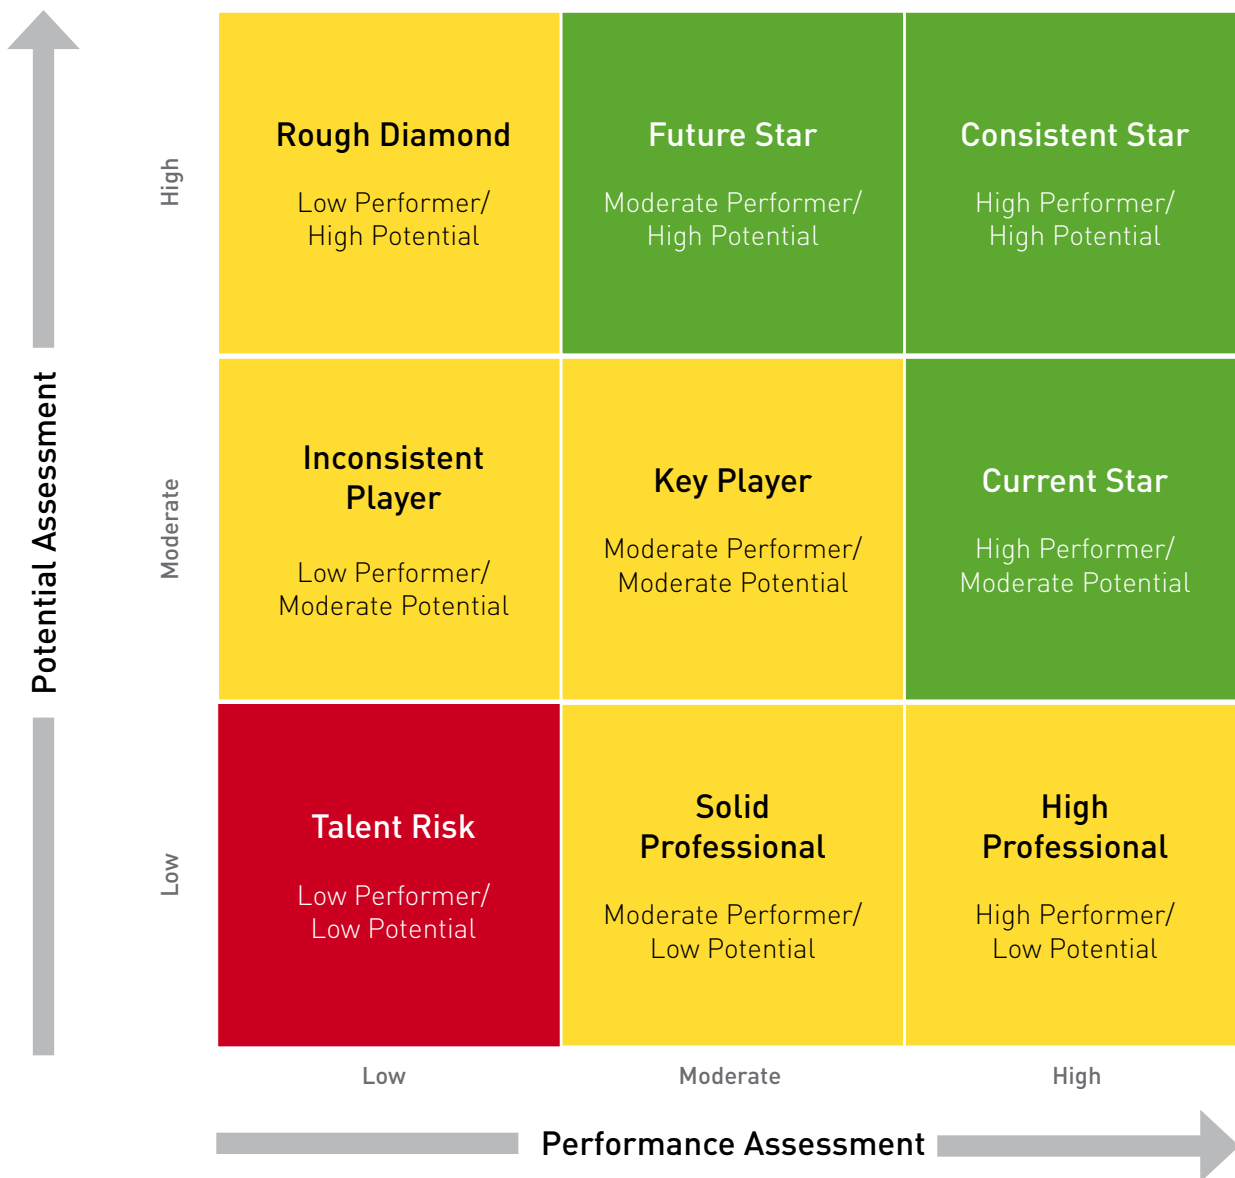 Potential Assessment
High
Rough Diamond
Low Performer/
High Potential
Future Star
Moderate Performer/
High Potential
Consistent Star
High Performer/
High Potential
Moderate
Inconsistent
Player
Low Performer/
Moderate Potential
Key Player
Moderate Performer/
Moderate Potential
Current Star
High Performer/
Moderate Potential
Low
Talent Risk
Low Performer/
Low Potential
Solid
Professional
Moderate Performer/
Low Potential
High
Professional
High Performer/
Low Potential
Low
Moderate
High
Performance Assessment